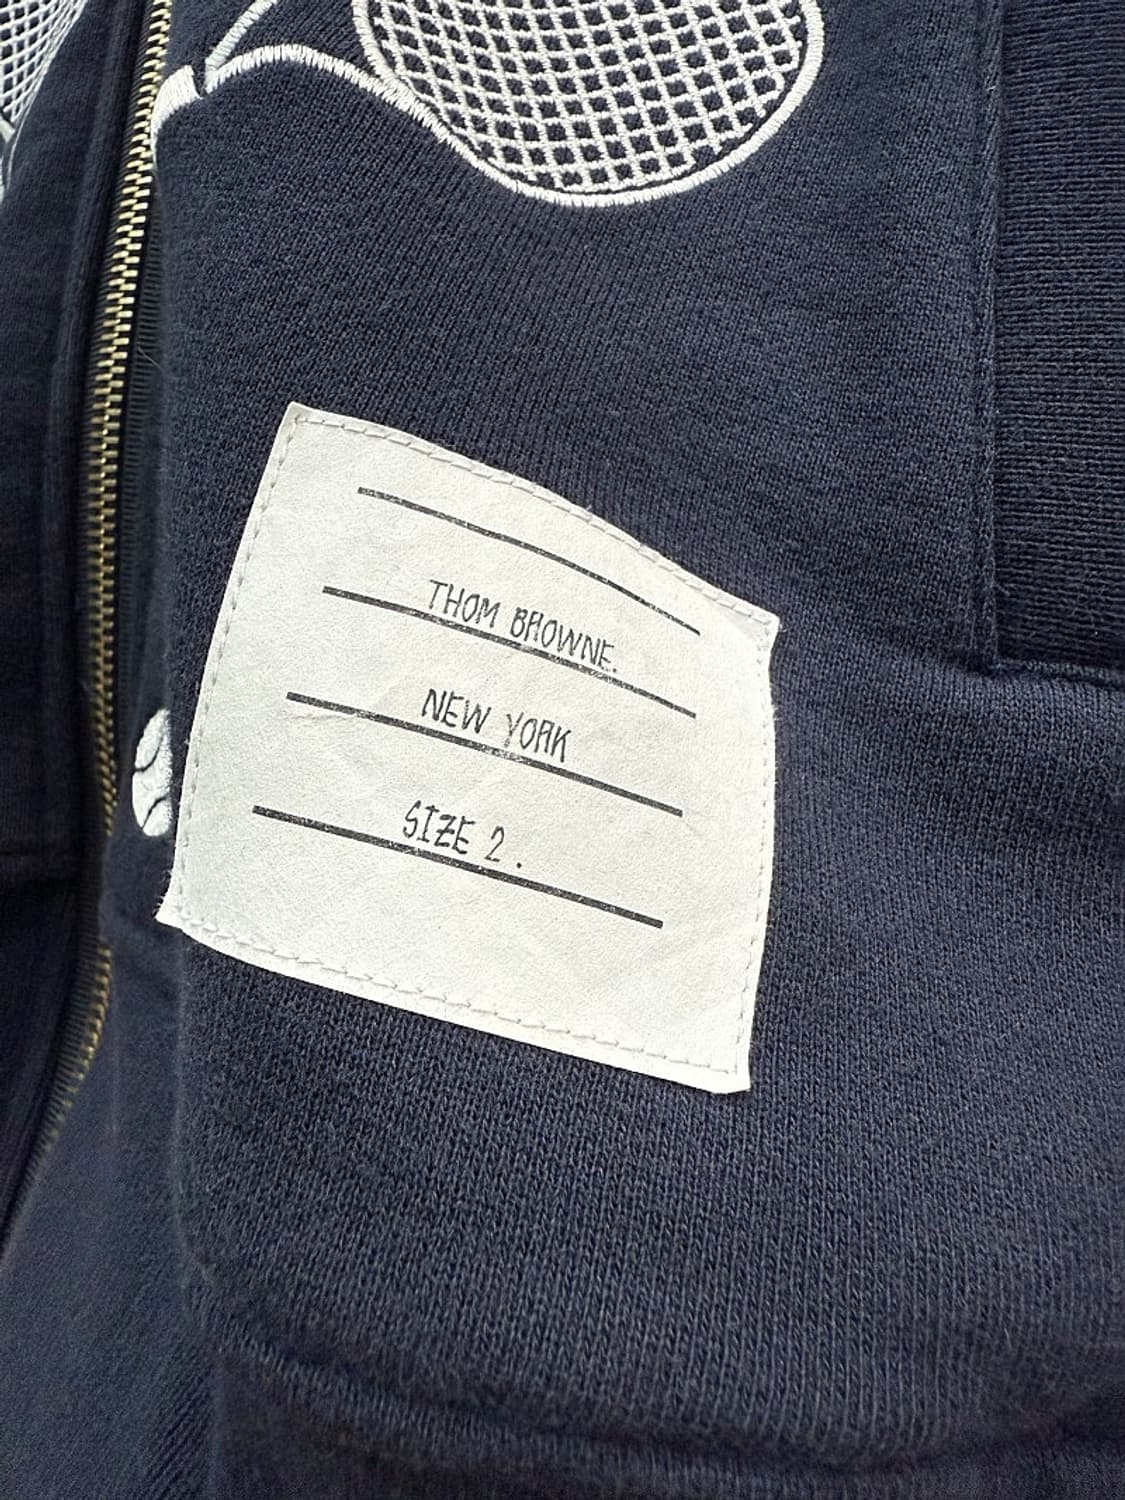 THOM BROWNE.
NEW YORK
SIZE 2.